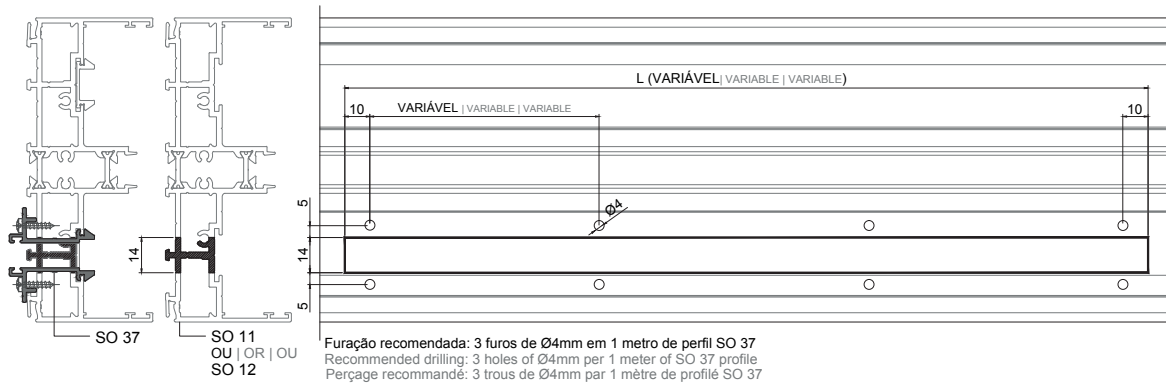 L (VARIÁVEL| VARIABLE | VARIABLE)
10
VARIÁVEL | VARIABLE | VARIABLE
10
5
Ø4
14
14
5
SO 37
SO 11
OU | OR | OU
SO 12
Furação recomendada: 3 furos de Ø4mm em 1 metro de perfil SO 37
Recommended drilling: 3 holes of Ø4mm per 1 meter of SO 37 profile
Perçage recommandé: 3 trous de Ø4mm par 1 mètre de profilé SO 37